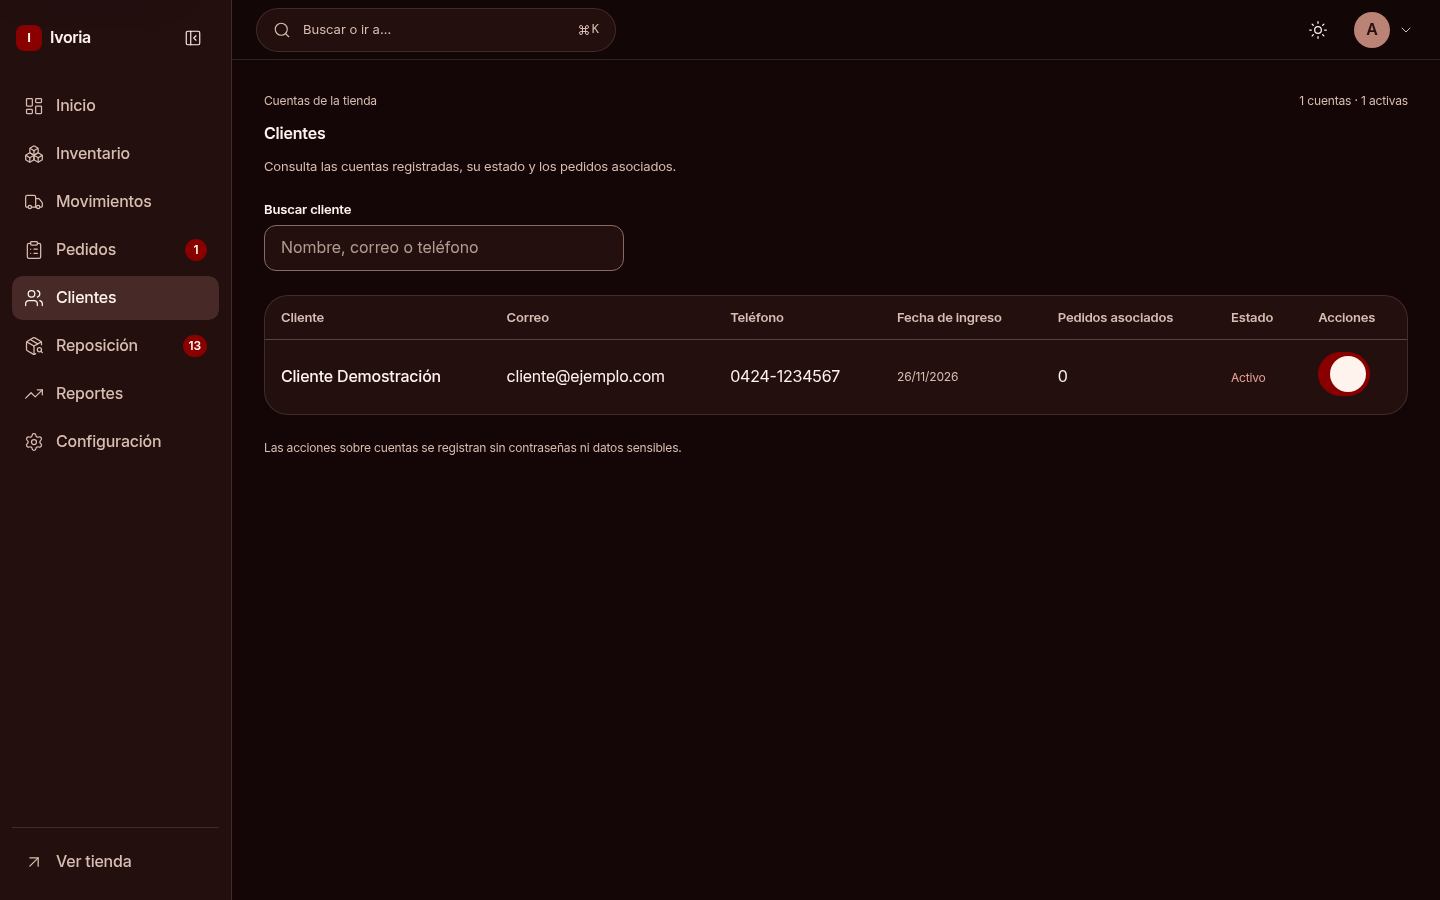 I Ivoria
Buscar o ir a... ⌘K
A
Inicio
Inventario
Movimientos
Pedidos 1
Clientes
Reposición 13
Reportes
Configuración
Ver tienda
Cuentas de la tienda
1 cuentas · 1 activas
Clientes
Consulta las cuentas registradas, su estado y los pedidos asociados.
Buscar cliente
Nombre, correo o teléfono
Cliente Correo Teléfono Fecha de ingreso Pedidos asociados Estado Acciones
Cliente Demostración cliente@ejemplo.com 0424-1234567 26/11/2026 0 Activo
Las acciones sobre cuentas se registran sin contraseñas ni datos sensibles.